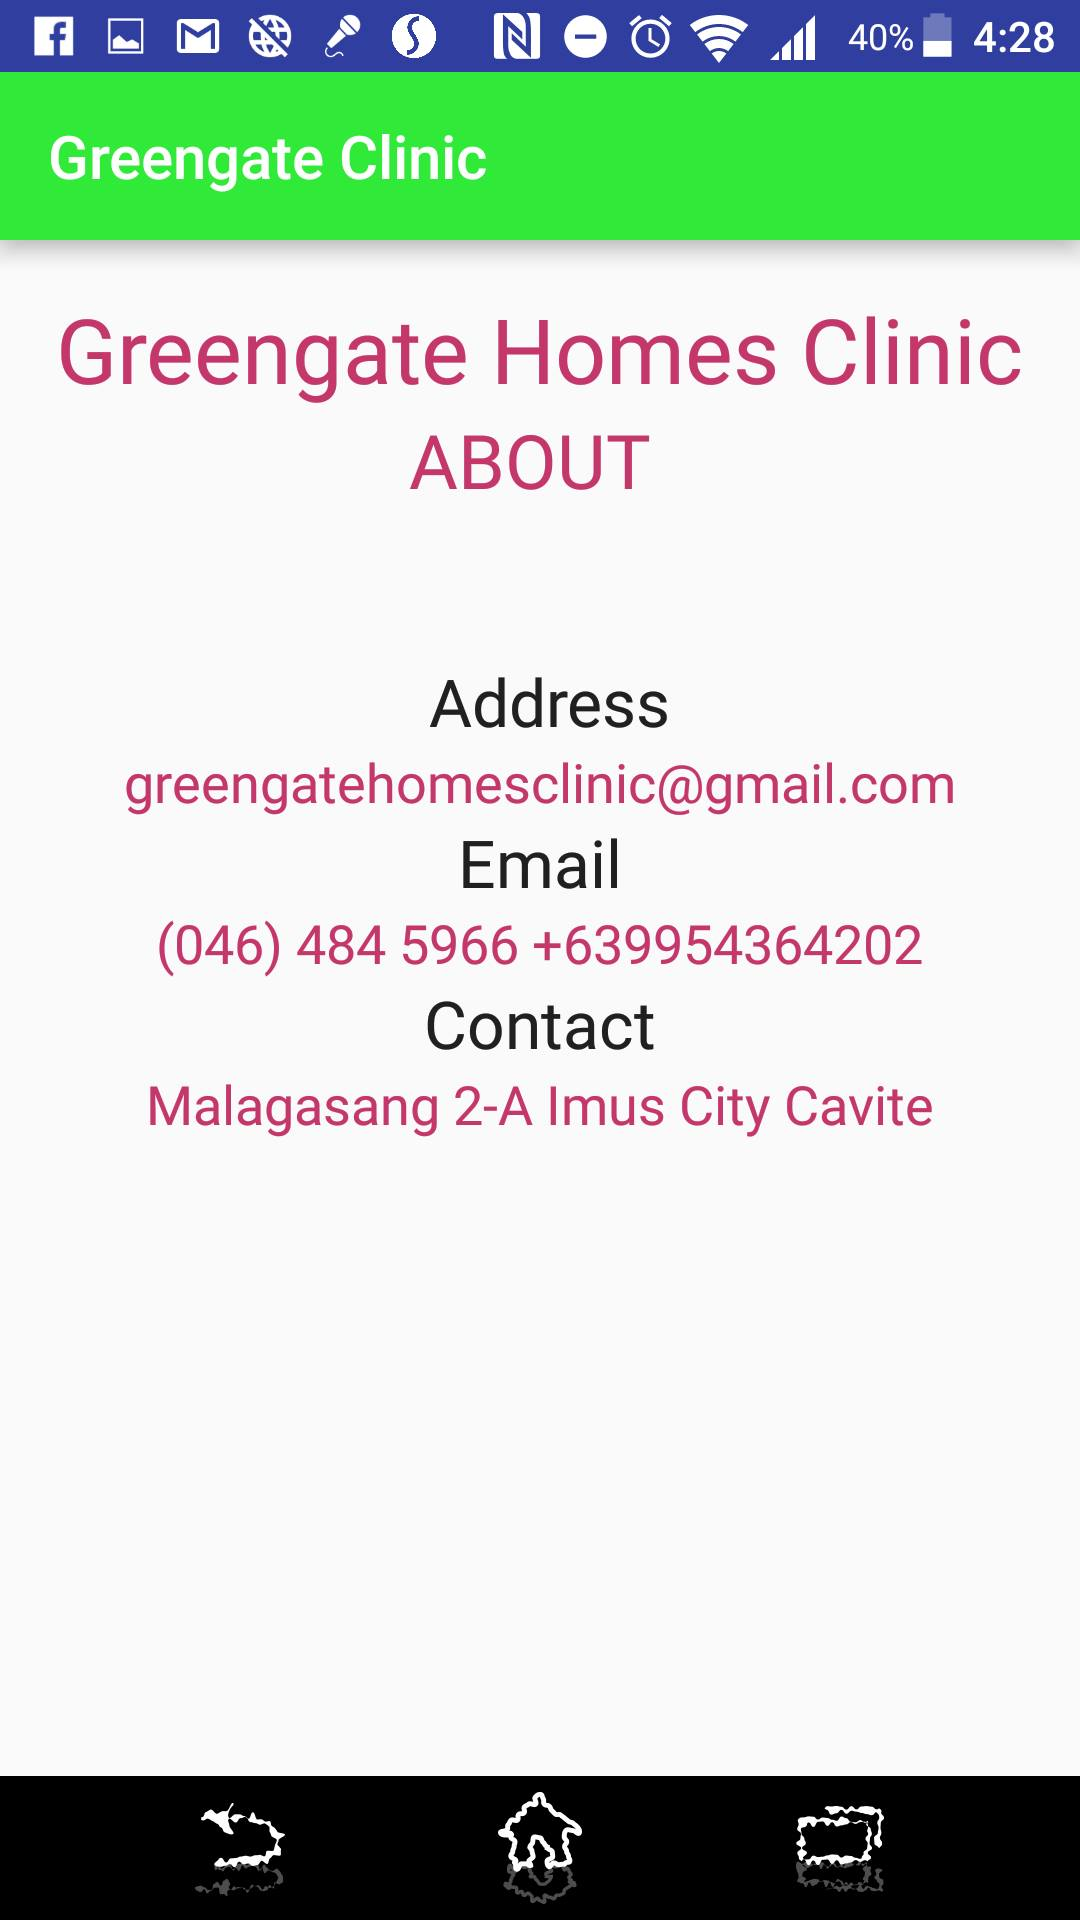 40% 4:28
Greengate Clinic
Greengate Homes Clinic
ABOUT
Address
greengatehomesclinic@gmail.com
Email
(046) 484 5966 +639954364202
Contact
Malagasang 2-A Imus City Cavite